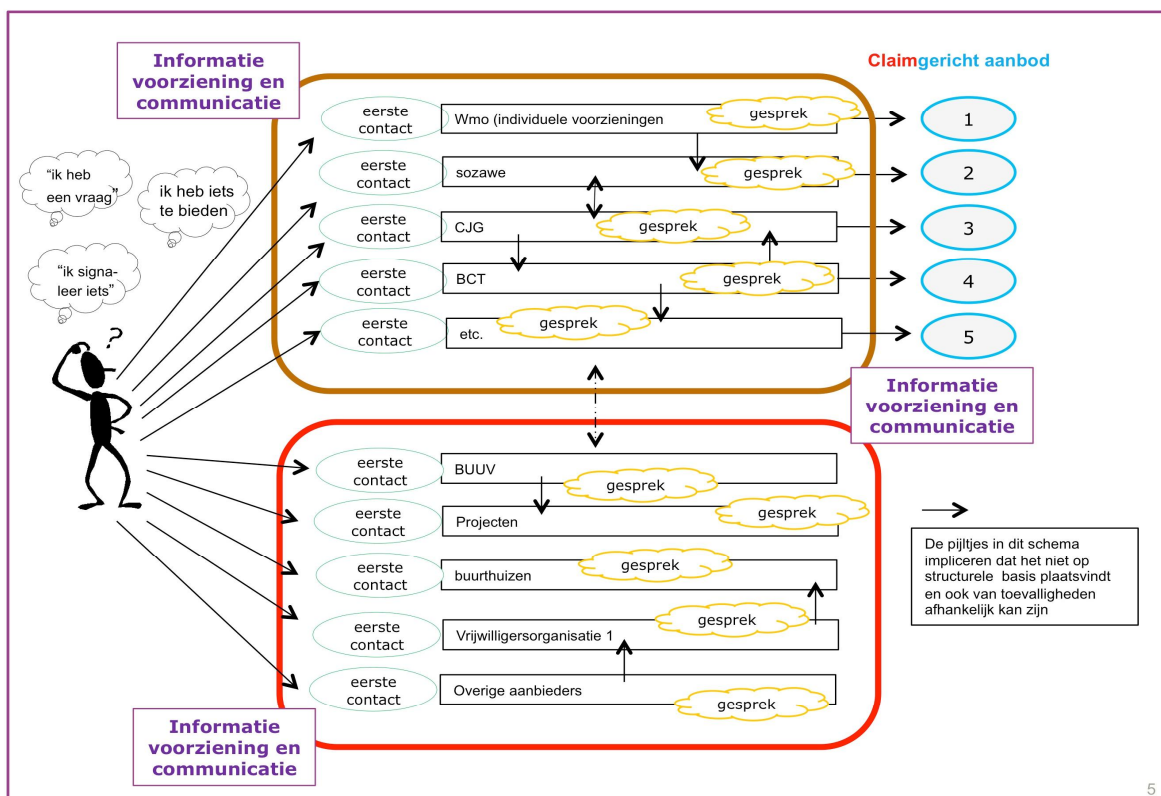 Informatie
voorziening en
communicatie
Claimgericht aanbod
eerste
contact
Wmo (individuele voorzieningen
gesprek
1
"ik heb
een vraag"
ik heb iets
te bieden
"ik signa-
leer iets"
?
eerste
contact
sozawe
gesprek
2
eerste
contact
CJG
gesprek
3
eerste
contact
BCT
gesprek
4
eerste
contact
etc.
gesprek
5
Informatie
voorziening en
communicatie
eerste
contact
BUUV
gesprek
eerste
contact
Projecten
gesprek
eerste
contact
buurthuizen
gesprek
eerste
contact
Vrijwilligersorganisatie 1
gesprek
eerste
contact
Overige aanbieders
gesprek
De pijltjes in dit schema
impliceren dat het niet op
structurele basis plaatsvindt
en ook van toevalligheden
afhankelijk kan zijn
Informatie
voorziening en
communicatie
5